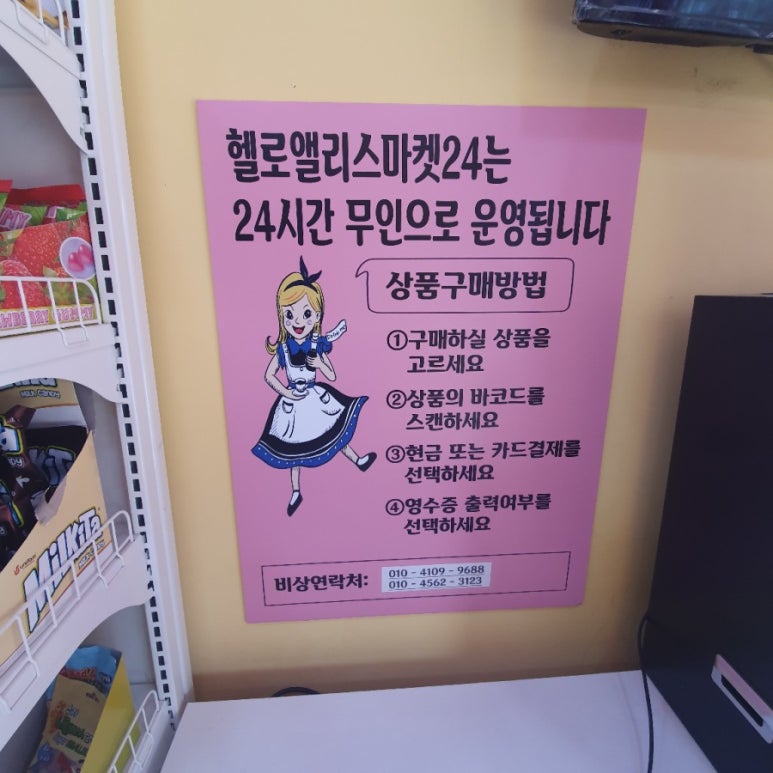 헬로앨리스마켓24는
24시간 무인으로 운영됩니다
상품구매방법
①구매하실 상품을
고르세요
②상품의 바코드를
스캔하세요
③현금 또는 카드결제를
선택하세요
④영수증 출력여부를
선택하세요
비상연락처:
010 - 4109 - 9688
010 - 4562 - 3123
MILK CANDY
MilKiTa